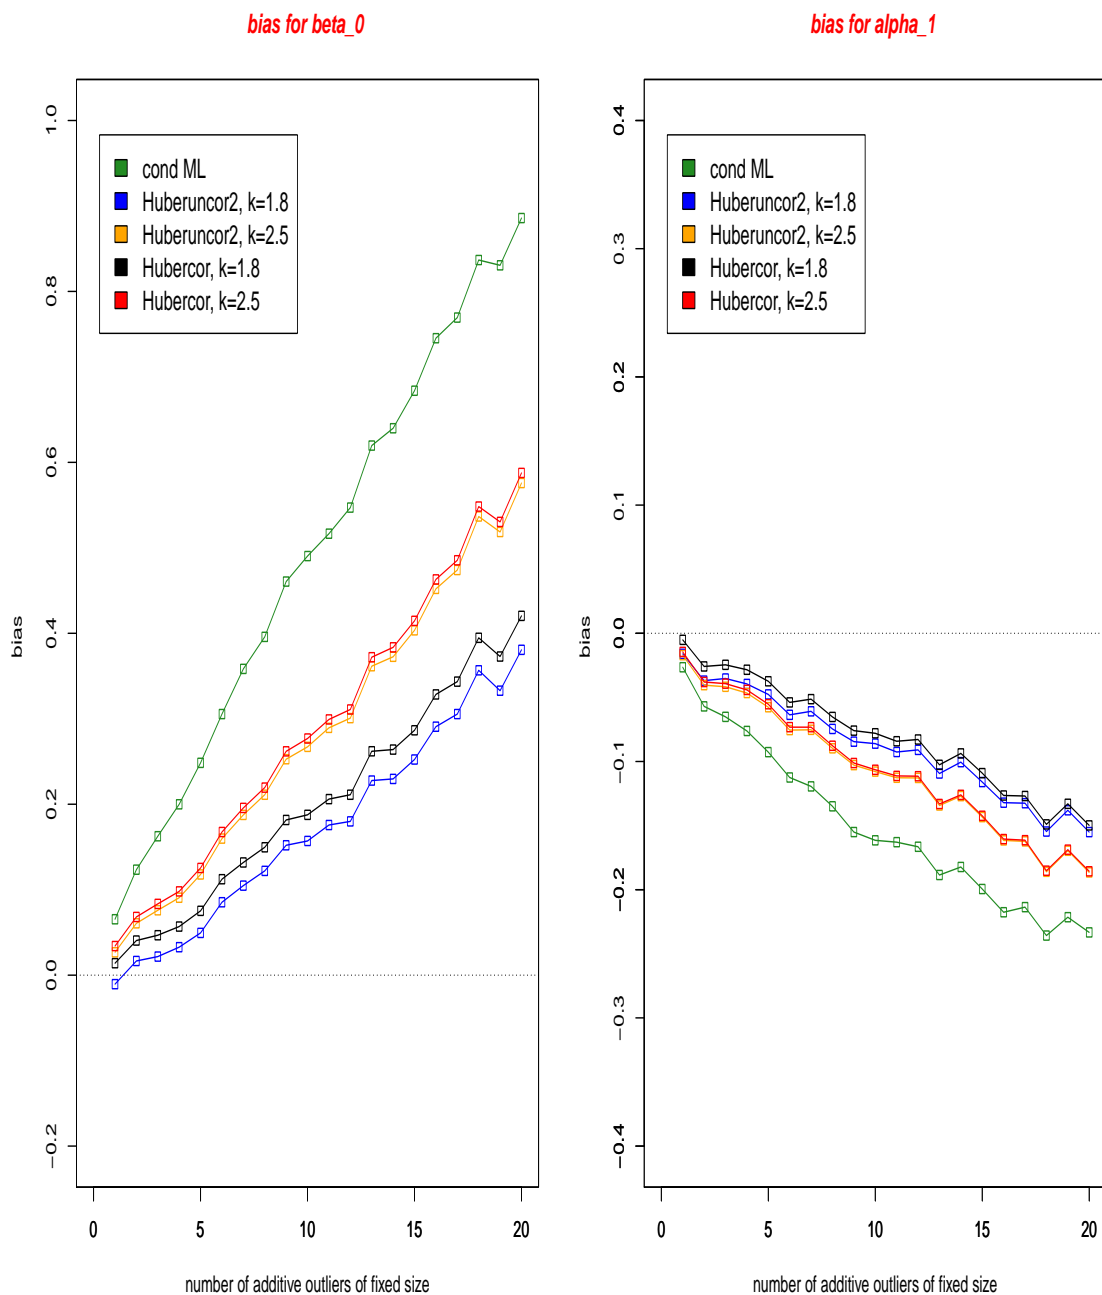 bias for beta_0
1.0
0.8
0.6
0.4
0.2
0.0
−0.2
bias
cond ML
Huberuncor2, k=1.8
Huberuncor2, k=2.5
Hubercor, k=1.8
Hubercor, k=2.5
0 5 10 15 20
number of additive outliers of fixed size
bias for alpha_1
0.4
0.3
0.2
0.1
0.0
−0.1
−0.2
−0.3
−0.4
bias
cond ML
Huberuncor2, k=1.8
Huberuncor2, k=2.5
Hubercor, k=1.8
Hubercor, k=2.5
0 5 10 15 20
number of additive outliers of fixed size